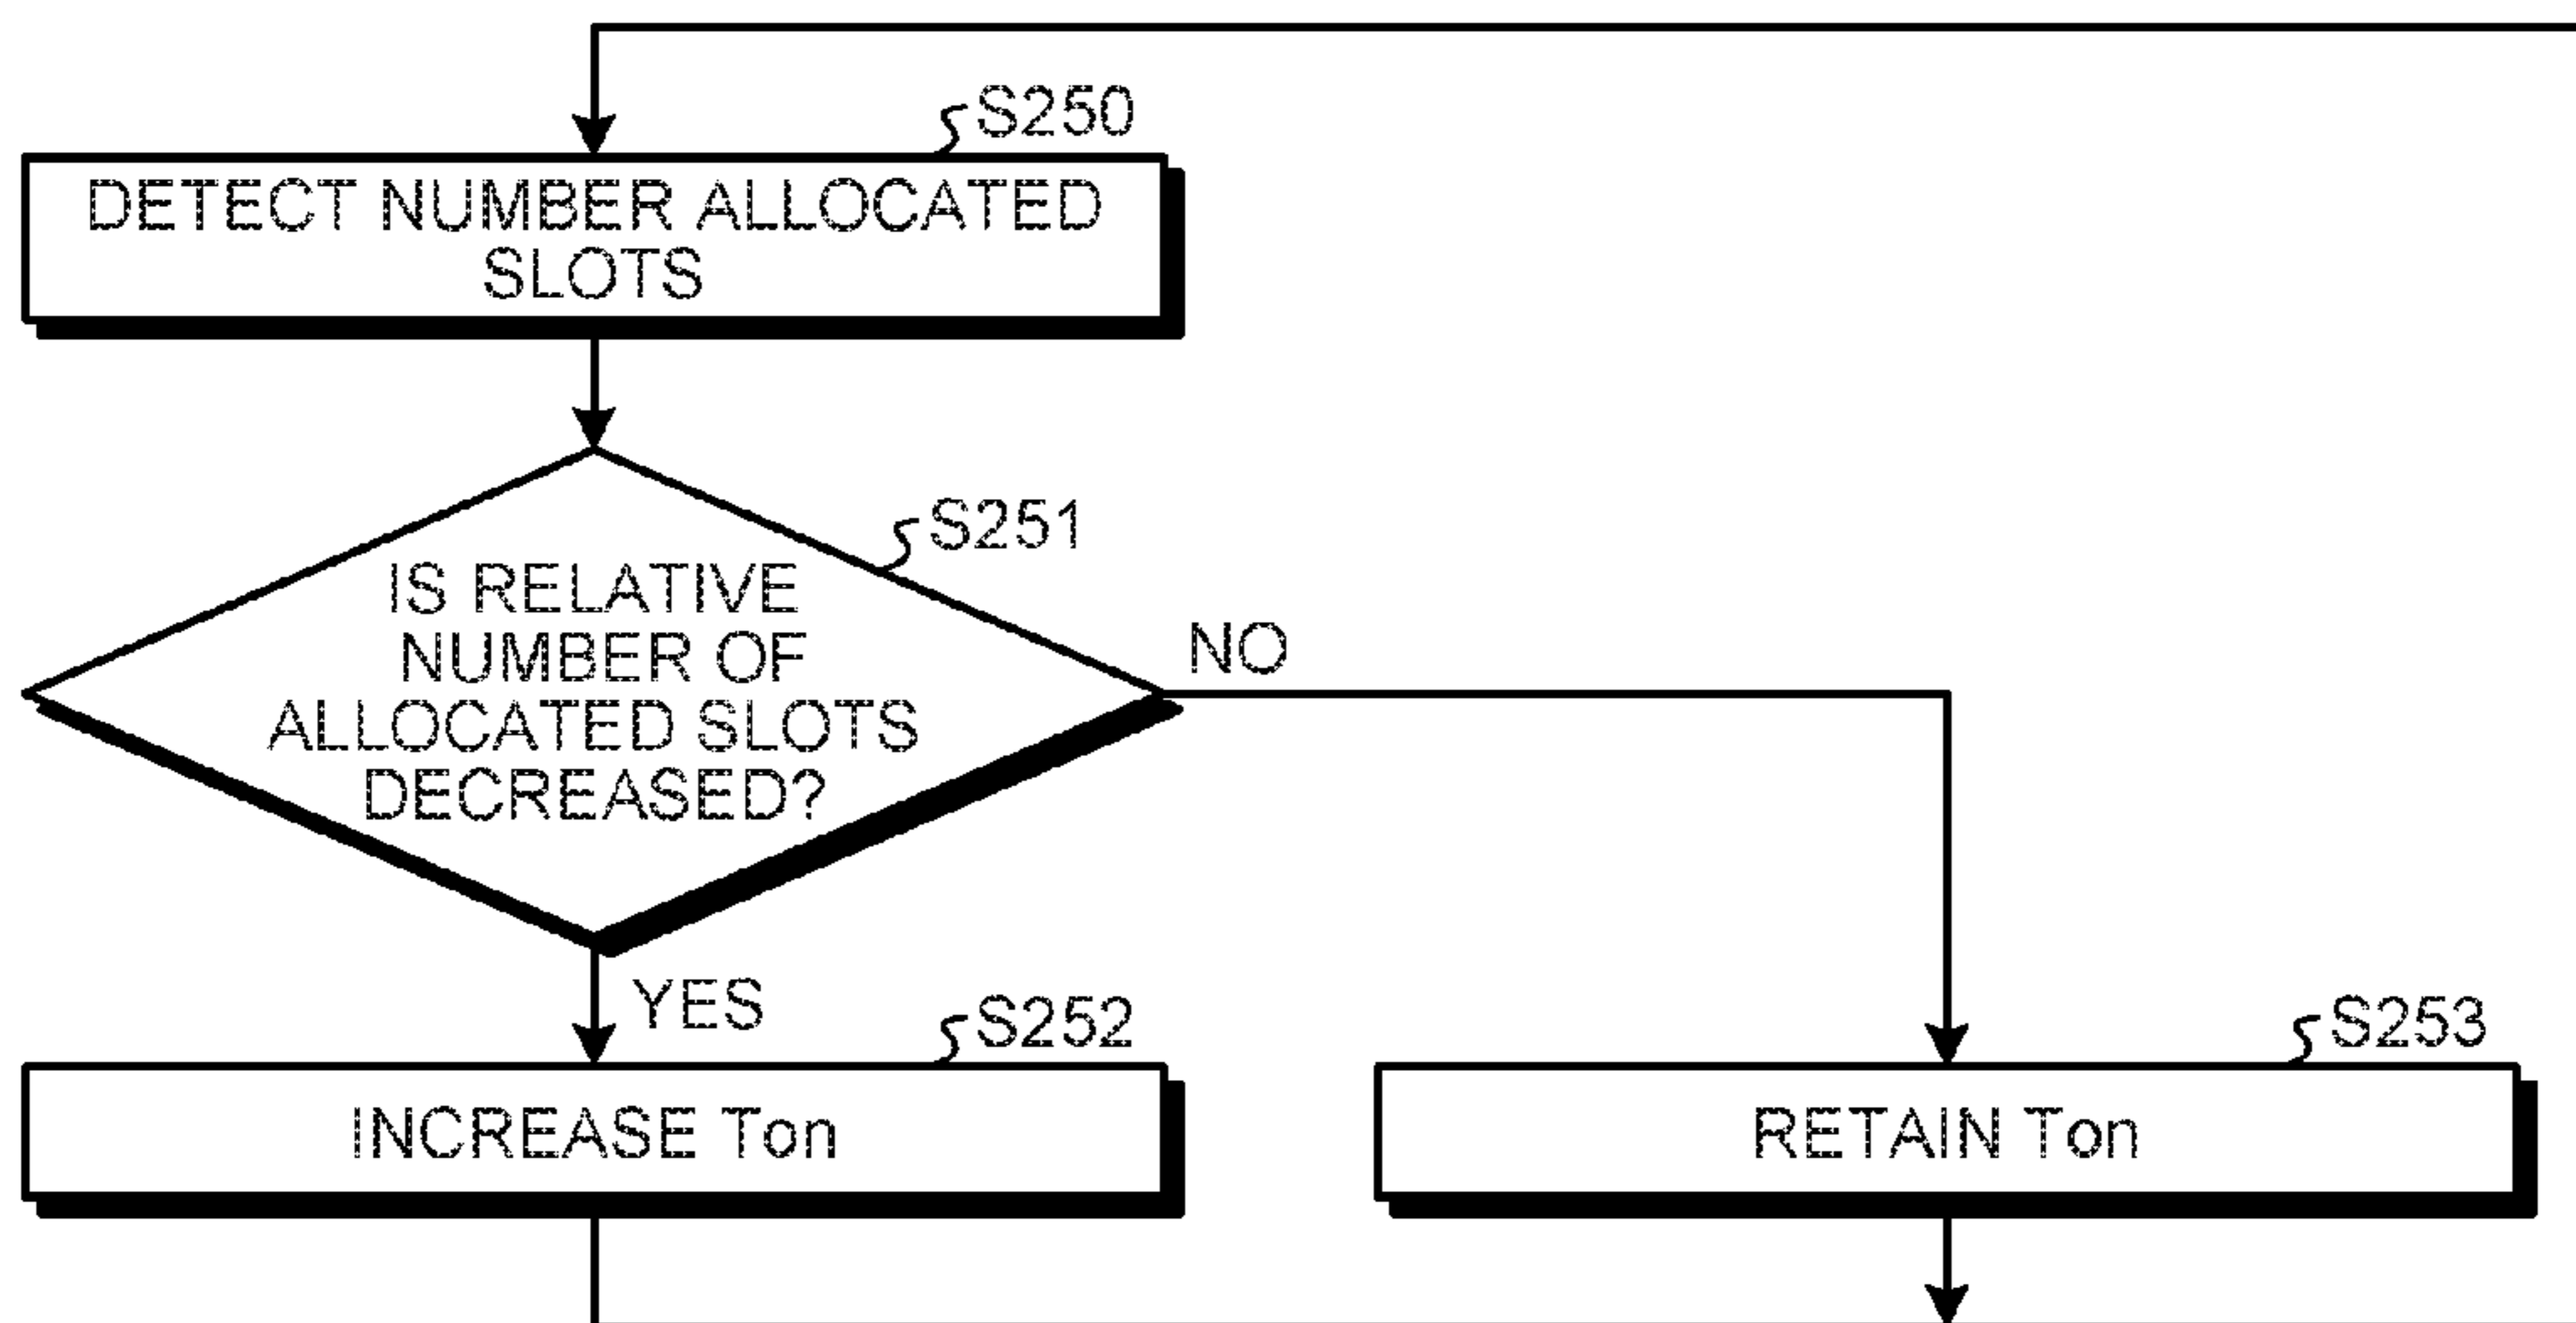 S250
DETECT NUMBER ALLOCATED
SLOTS
S251
IS RELATIVE
NUMBER OF
ALLOCATED SLOTS
DECREASED?
NO
YES
S252
INCREASE Ton
S253
RETAIN Ton